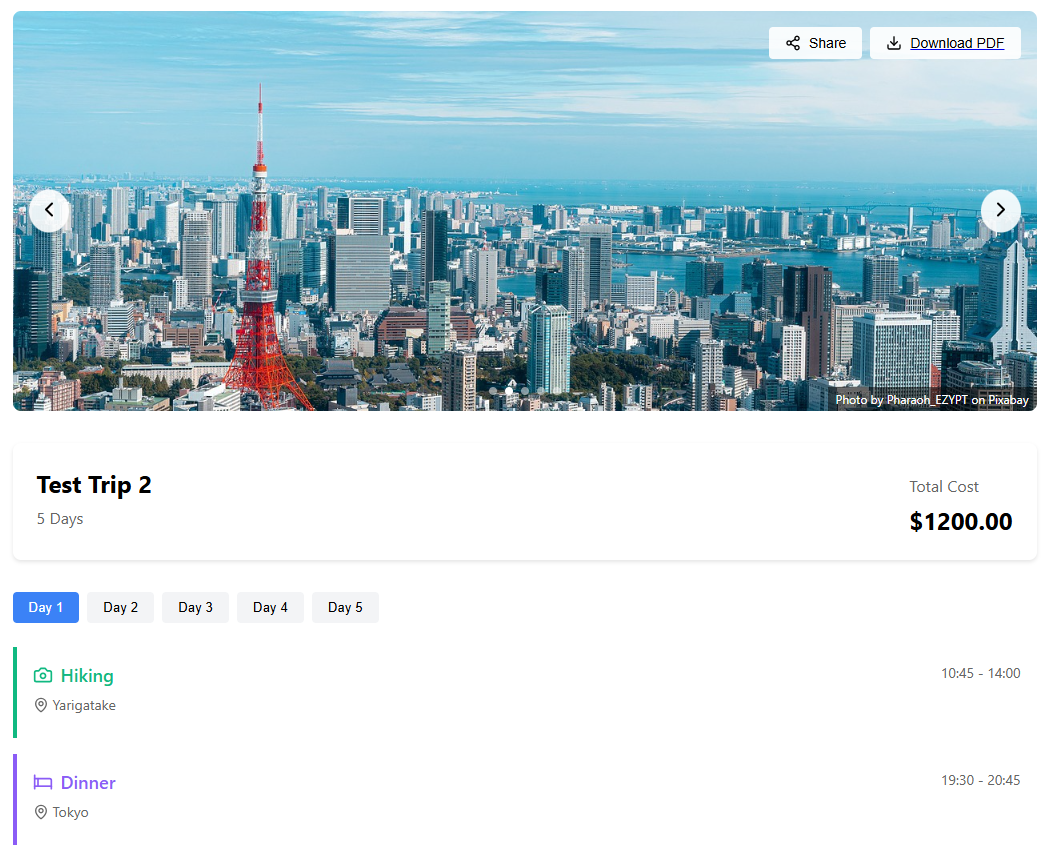 Share
Download PDF
Photo by Pharaoh_EZYPT on Pixabay
Test Trip 2
5 Days
Total Cost
$1200.00
Day 1
Day 2
Day 3
Day 4
Day 5
Hiking
10:45 - 14:00
Yarigatake
Dinner
19:30 - 20:45
Tokyo